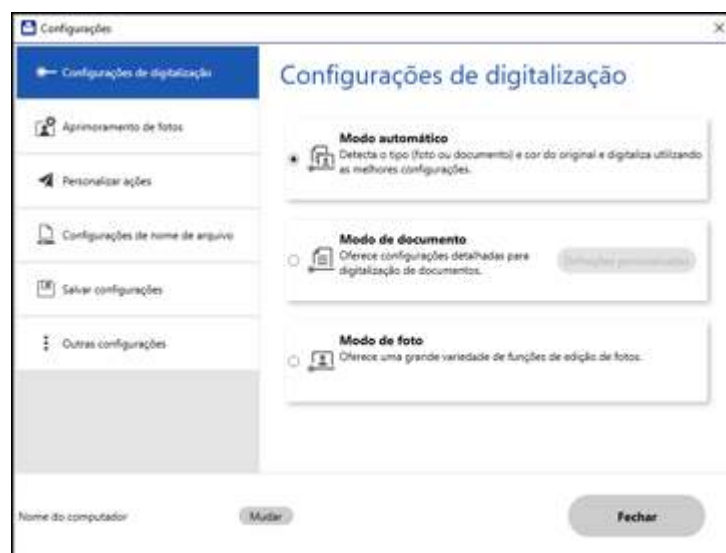 Configurações
Configurações de digitalização
Aprimoramento de fotos
Personalizar ações
Configurações de nome de arquivo
Salvar configurações
Outras configurações
Configurações de digitalização
Modo automático
Detecta o tipo (foto ou documento) e cor do original e digitaliza utilizando
as melhores configurações.
Modo de documento
Oferece configurações detalhadas para
digitalização de documentos.
Definições personalizadas
Modo de foto
Oferece uma grande variedade de funções de edição de fotos.
Nome do computador
Mudar
Fechar